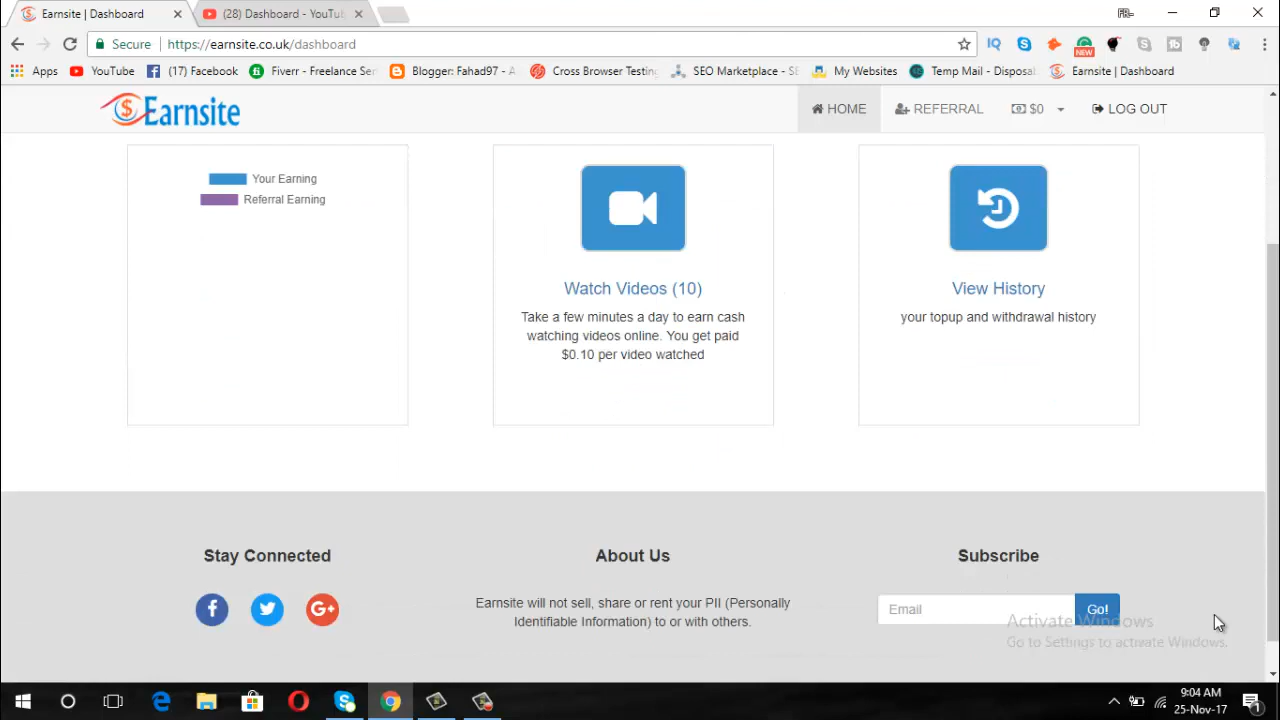 Earnsite | Dashboard
(28) Dashboard - YouTub
Secure
https://earnsite.co.uk/dashboard
NEW
Apps
YouTube
(17) Facebook
Fiverr - Freelance Ser
Blogger: Fahad97 - A
Cross Browser Testing
SEO Marketplace - SE
My Websites
Temp Mail - Disposal
Earnsite | Dashboard
Earnsite
HOME
REFERRAL
$0
LOG OUT
Your Earning
Referral Earning
Watch Videos (10)
Take a few minutes a day to earn cash
watching videos online. You get paid
$0.10 per video watched
View History
your topup and withdrawal history
Stay Connected
About Us
Earnsite will not sell, share or rent your PII (Personally
Identifiable Information) to or with others.
Subscribe
Email
Go!
Activate Windows
Go to Settings to activate Windows.
9:04 AM
25-Nov-17
1